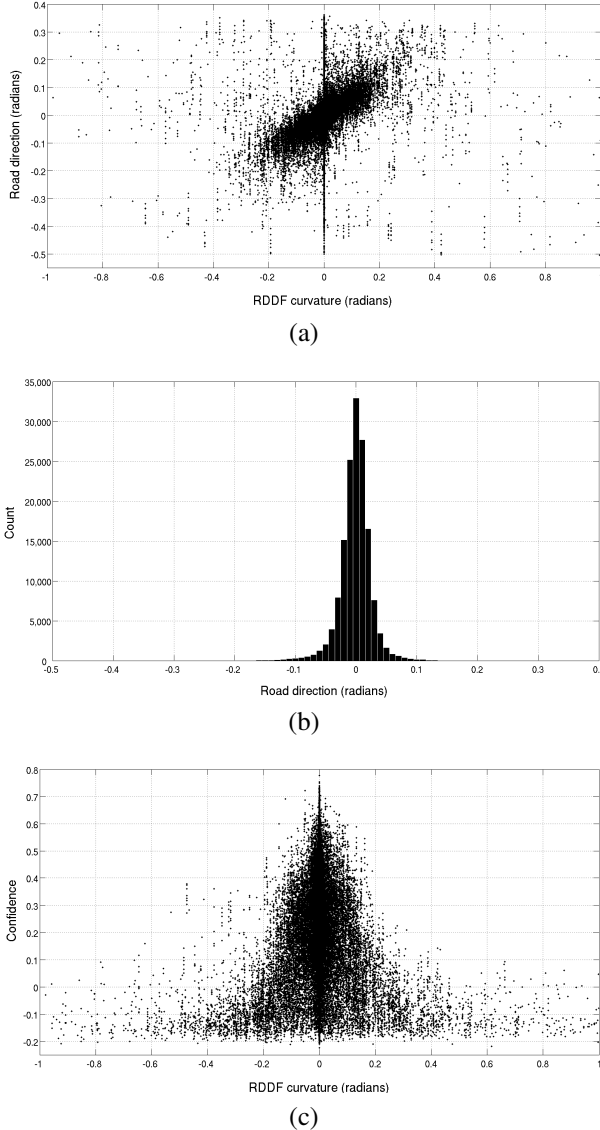 0.4
0.3
0.2
0.1
0
-0.1
-0.2
-0.3
-0.4
-0.5
Road direction (radians)
-1 -0.8 -0.6 -0.4 -0.2 0 0.2 0.4 0.6 0.8
RDDF curvature (radians)
(a)
35,000
30,000
25,000
20,000
15,000
10,000
5,000
0
Count
-0.5 -0.4 -0.3 -0.2 -0.1 0 0.1 0.2 0.3 0.
Road direction (radians)
(b)
0.8
0.7
0.6
0.5
0.4
0.3
0.2
0.1
0
-0.1
-0.2
Confidence
-1 -0.8 -0.6 -0.4 -0.2 0 0.2 0.4 0.6 0.8 1
RDDF curvature (radians)
(c)